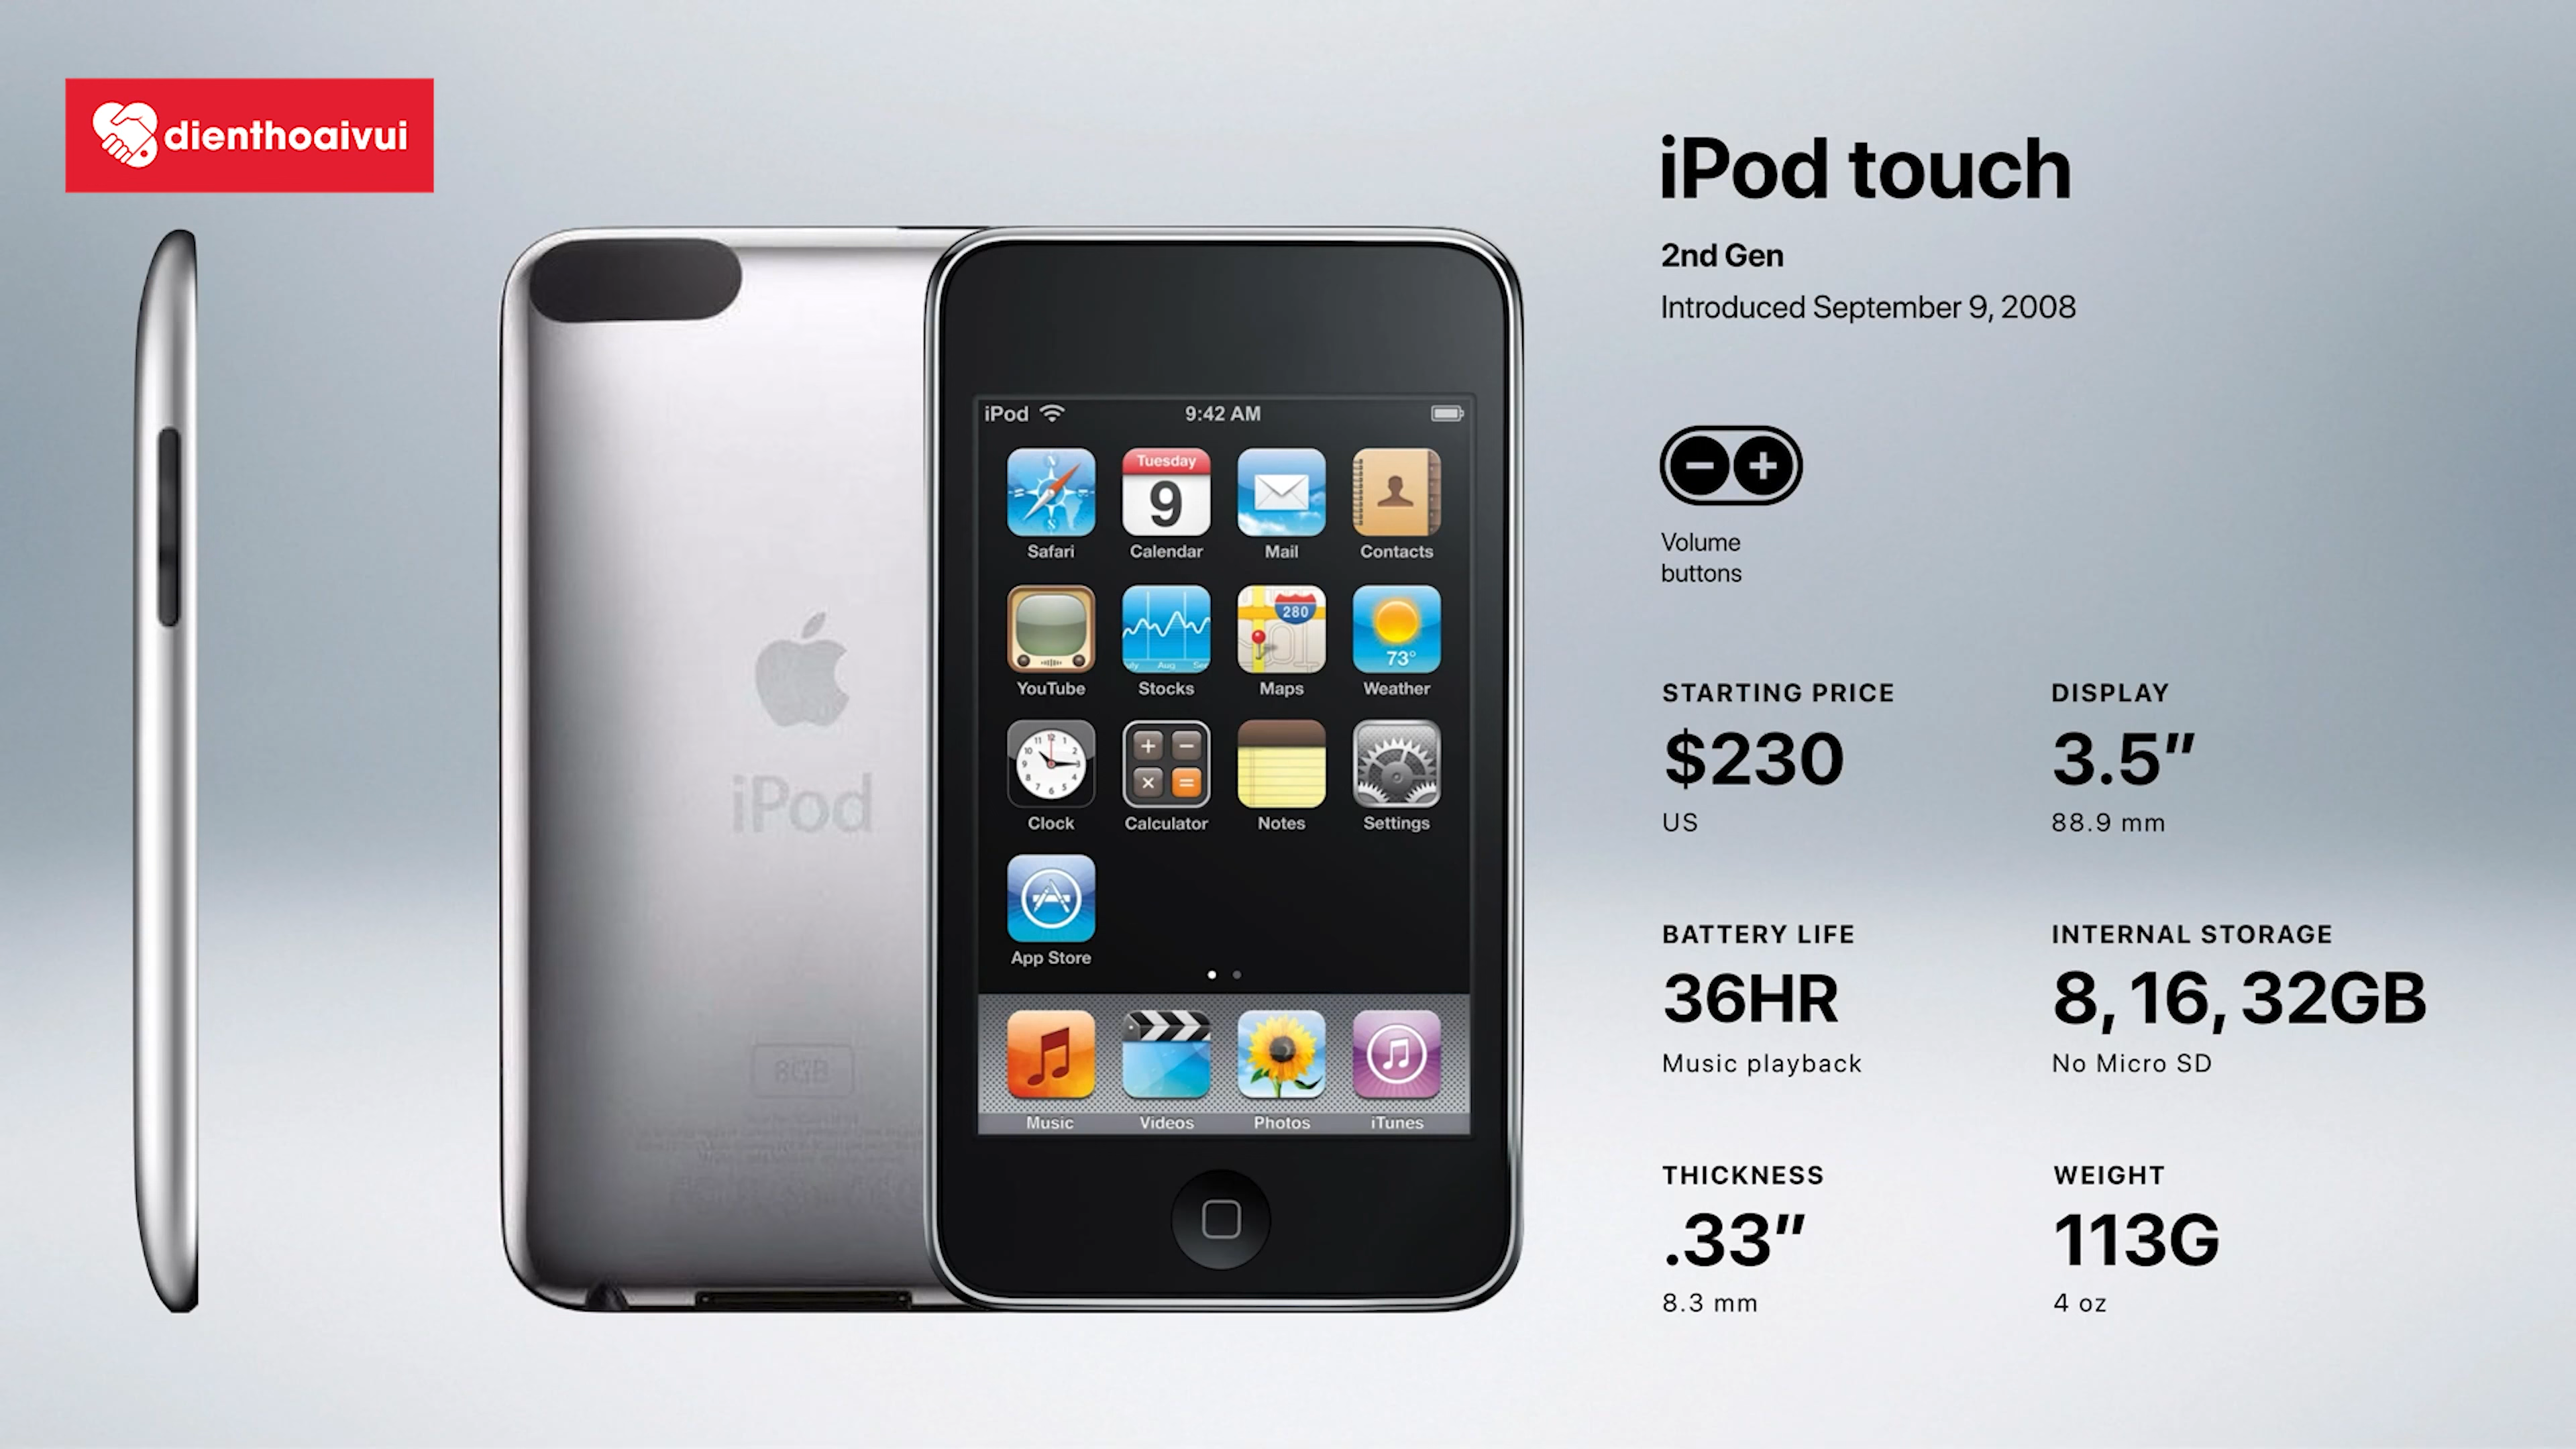 dienthoaivui
iPod touch
2nd Gen
Introduced September 9, 2008
− +
Volume
buttons
STARTING PRICE
$230
US
DISPLAY
3.5″
88.9 mm
BATTERY LIFE
36HR
Music playback
INTERNAL STORAGE
8, 16, 32GB
No Micro SD
THICKNESS
.33″
8.3 mm
WEIGHT
113G
4 oz
iPod
8GB
iPod 9:42 AM
Tuesday
9
Safari Calendar Mail Contacts
280
73°
Aug
YouTube Stocks Maps Weather
Clock Calculator Notes Settings
App Store
Music Videos Photos iTunes